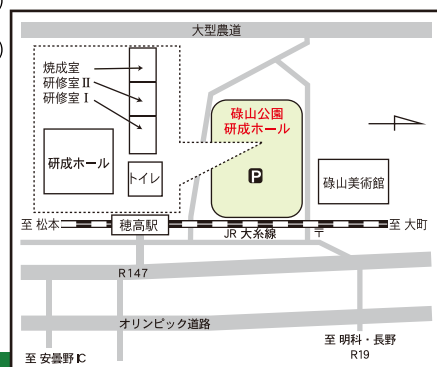 大型農道
焼成室
研修室Ⅱ
研修室Ⅰ
碌山公園
研成ホール
研成ホール
トイレ
P
碌山美術館
至 松本
穂高駅
至 大町
JR 大糸線
〒
R147
オリンピック道路
至 安曇野 IC
至 明科・長野
R19